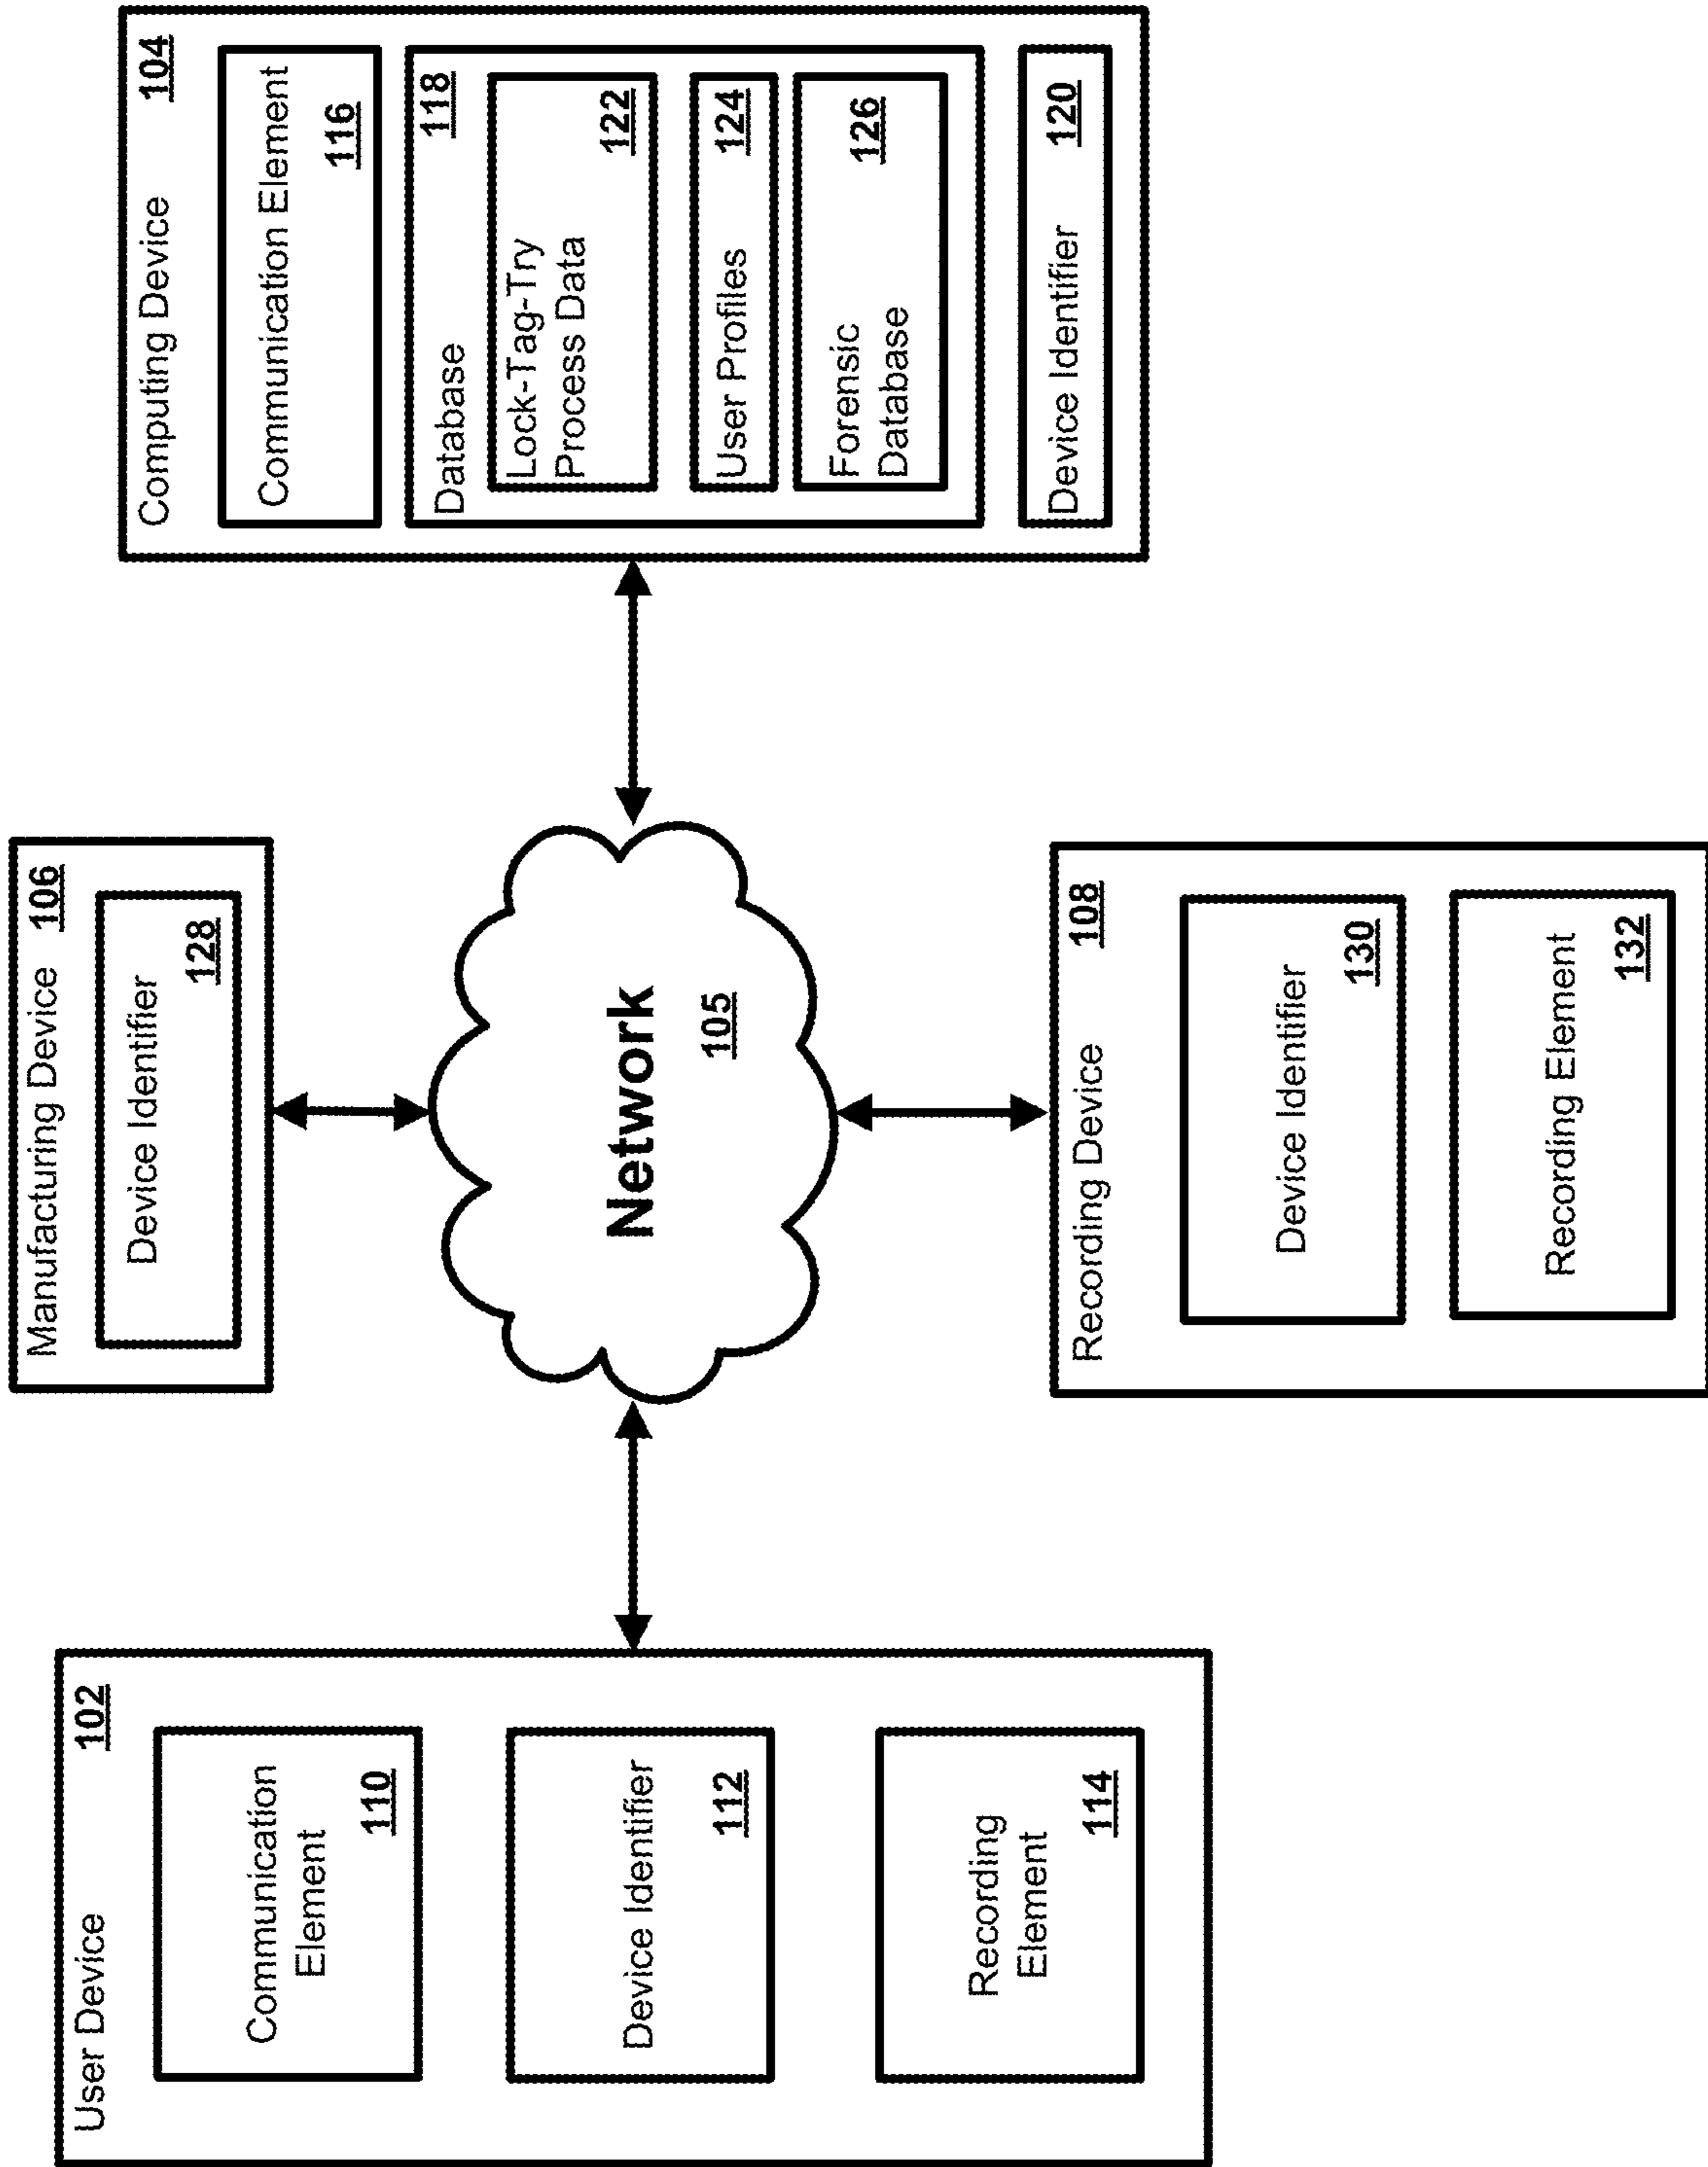 User Device 102
Communication
Element
110
Device Identifier
112
Recording
Element
114
Manufacturing Device 106
Device Identifier
128
Network
105
Recording Device 108
Device Identifier
130
Recording Element
132
Computing Device 104
Communication Element
116
Database 118
Lock-Tag-Try
Process Data
122
User Profiles 124
Forensic
Database
126
Device Identifier 120